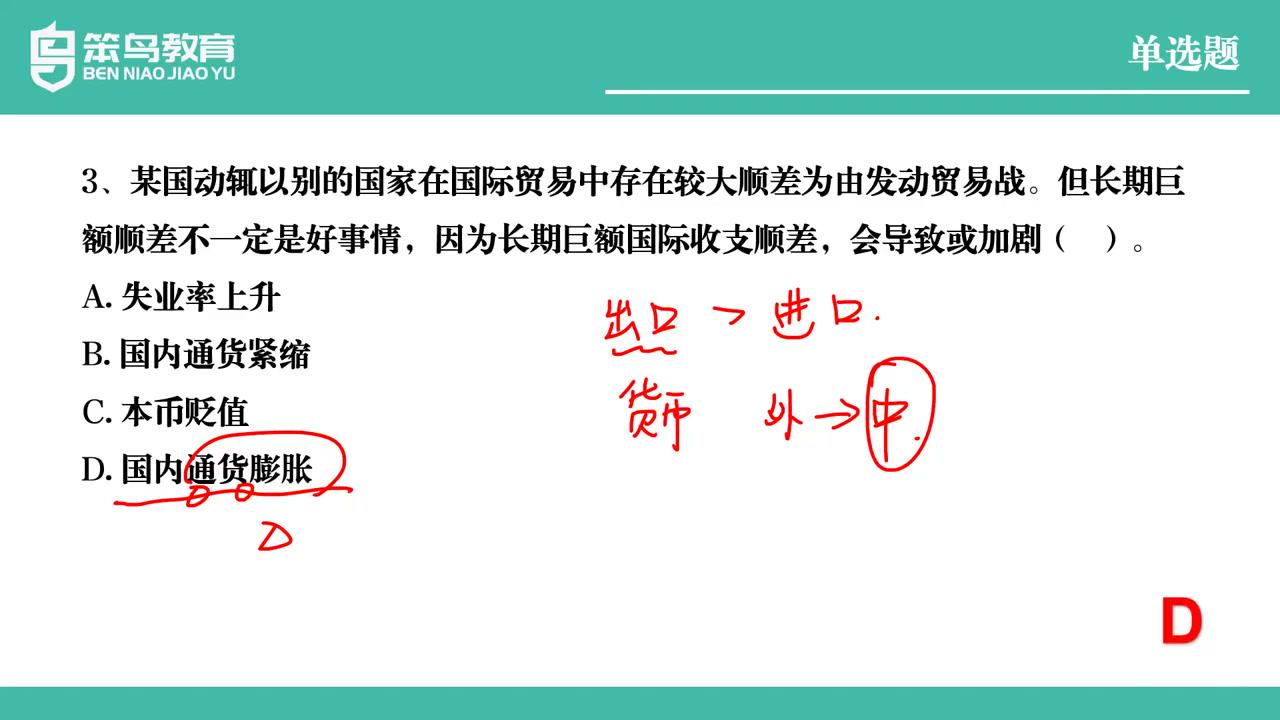 笨鸟教育
BEN NIAO JIAO YU
单选题
3、某国动辄以别的国家在国际贸易中存在较大顺差为由发动贸易战。但长期巨
额顺差不一定是好事情，因为长期巨额国际收支顺差，会导致或加剧（ ）。
A. 失业率上升
B. 国内通货紧缩
C. 本币贬值
D. 国内通货膨胀
出口 > 进口.
货币 外→中.
D
D